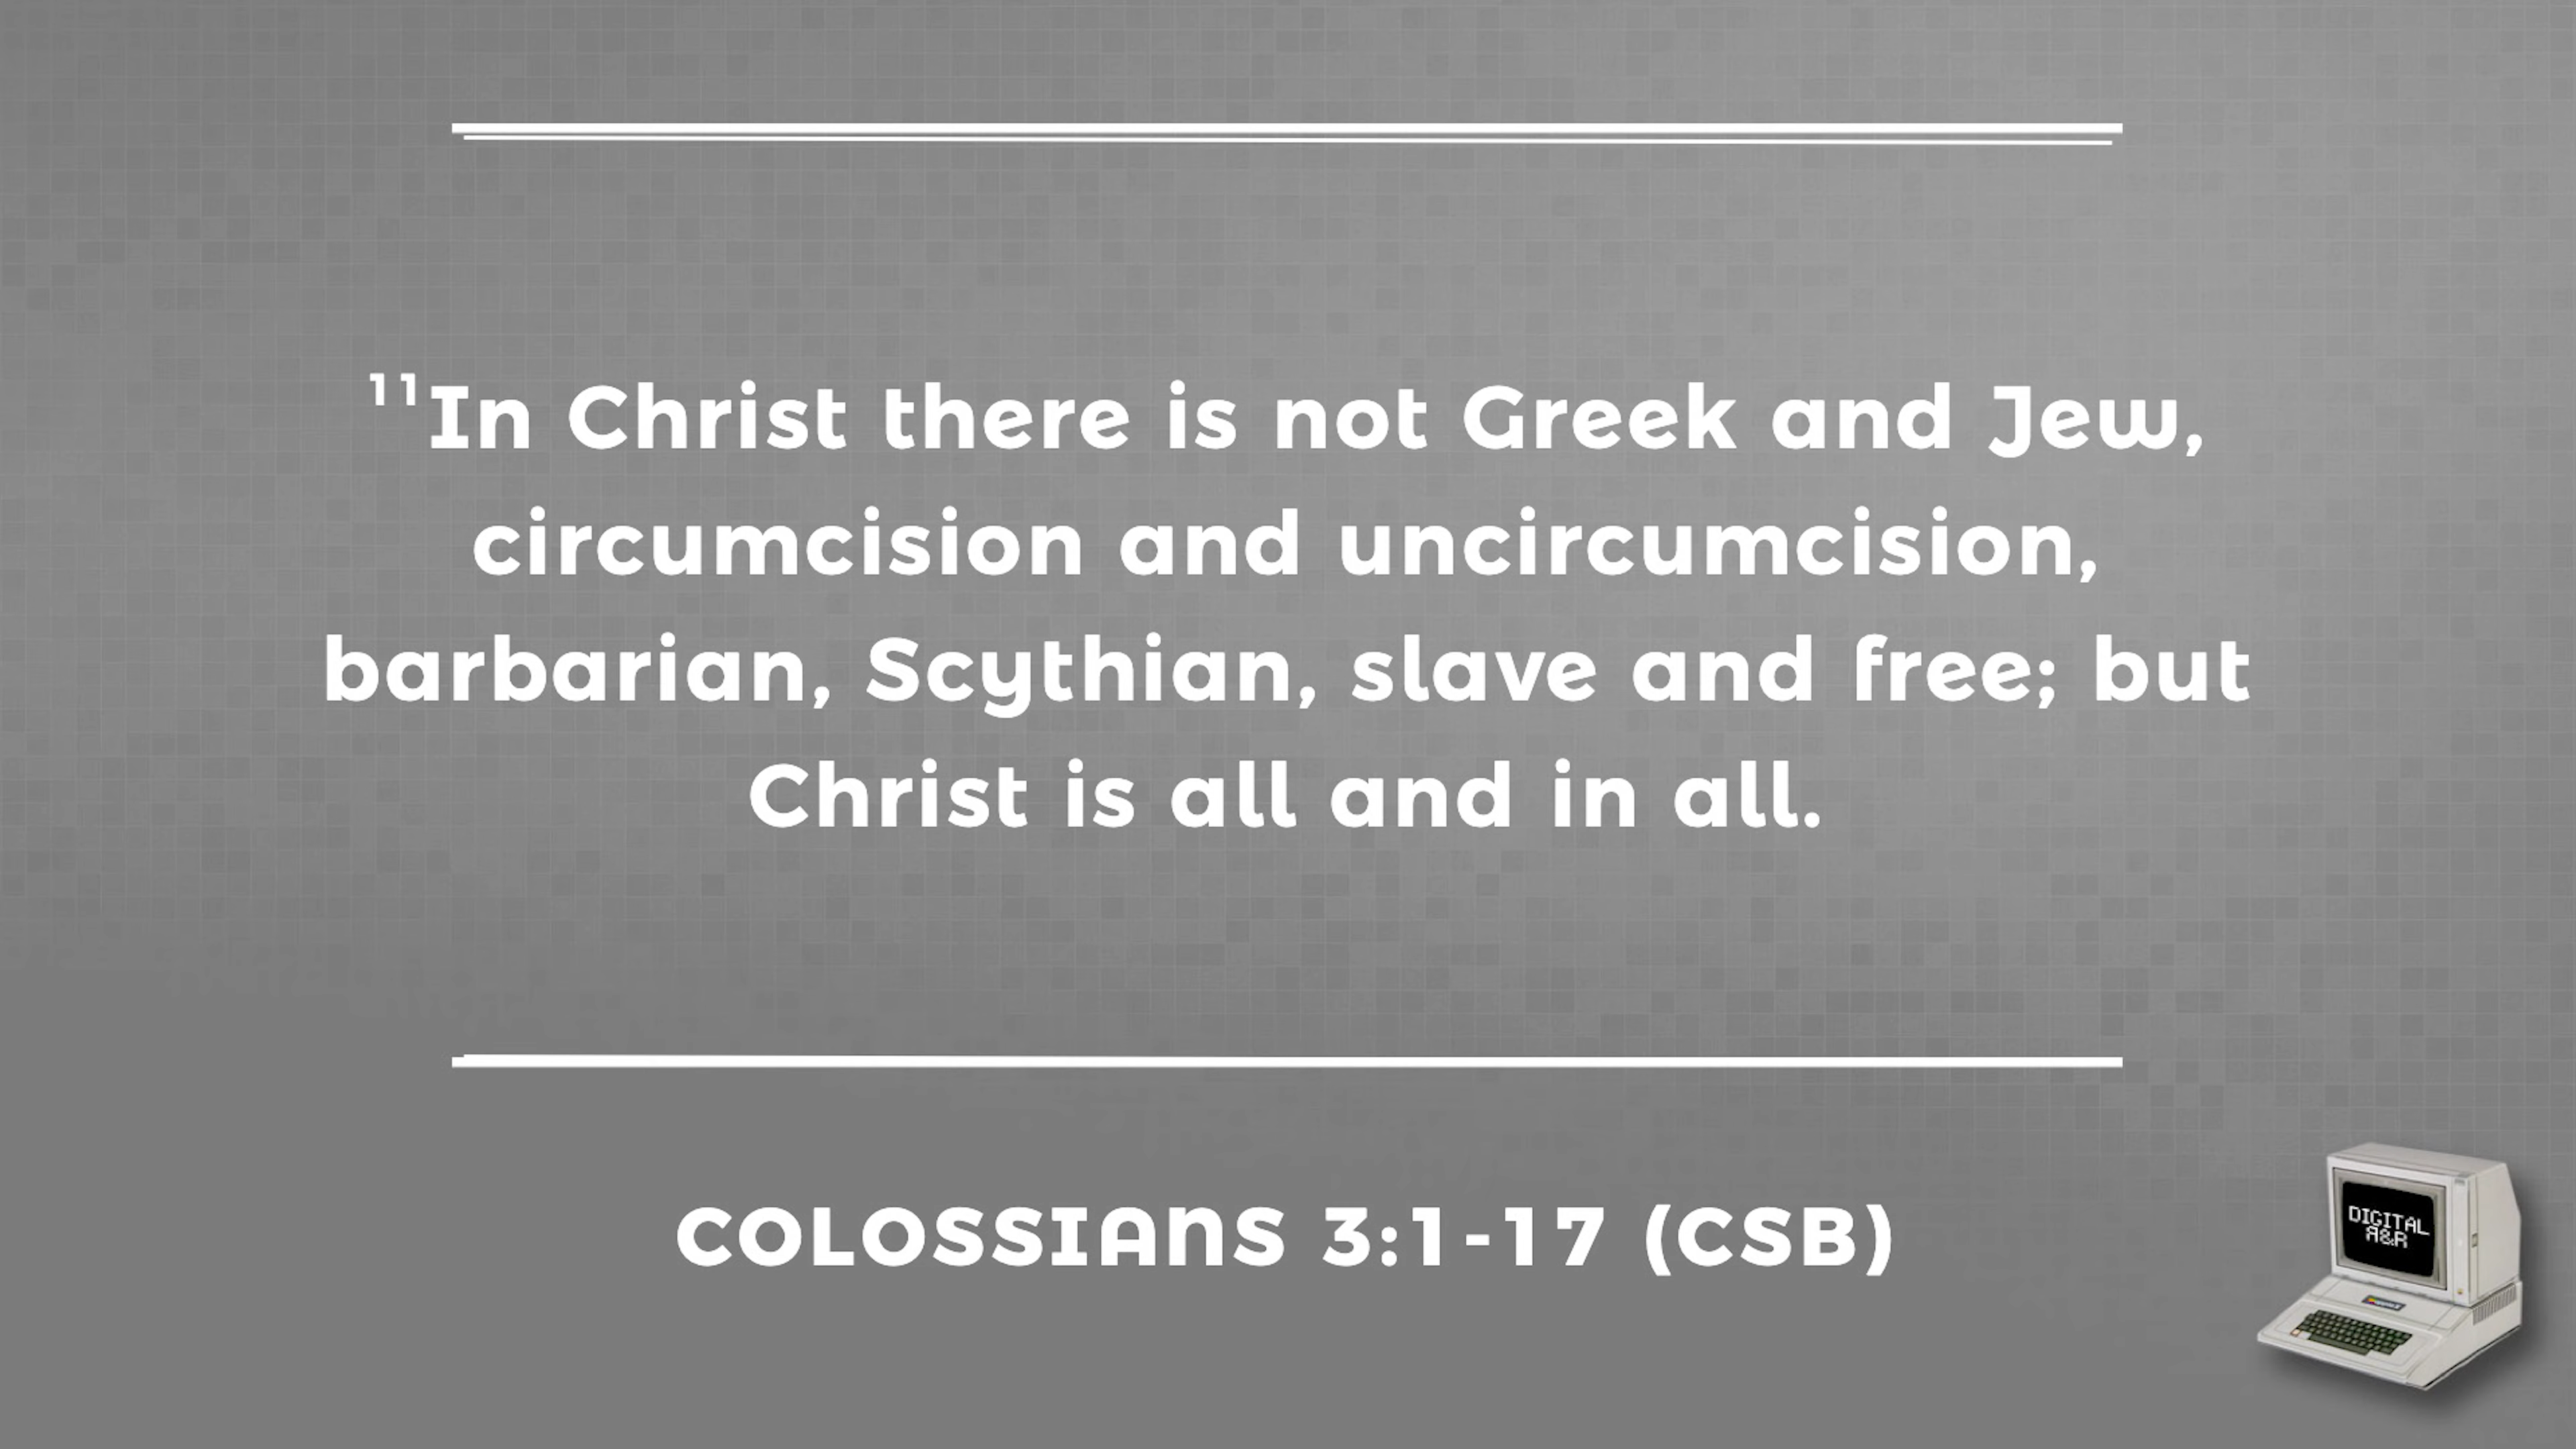 ¹¹In Christ there is not Greek and Jew,
circumcision and uncircumcision,
barbarian, Scythian, slave and free; but
Christ is all and in all.
COLOSSIANS 3:1-17 (CSB)
DIGITAL
A&R